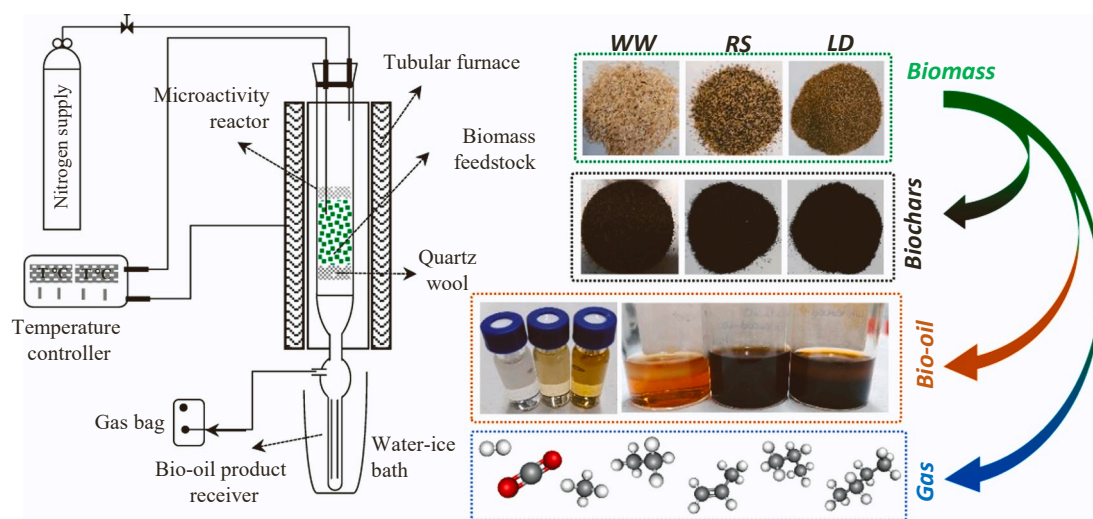 Nitrogen supply
Microactivity
reactor
Tubular furnace
Biomass
feedstock
Quartz
wool
T °C T °C
Temperature
controller
Gas bag
Bio-oil product
receiver
Water-ice
bath
WW RS LD
Biomass
Biochars
Bio-oil
Gas